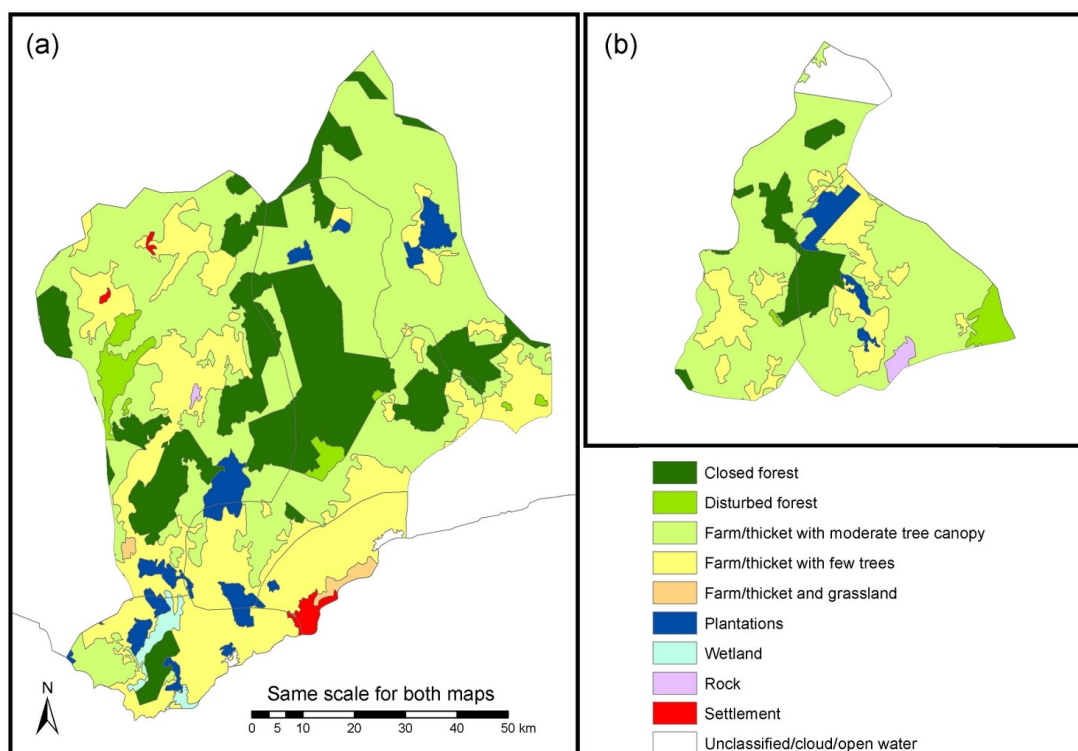 (a)
(b)
N
Same scale for both maps
0 5 10 20 30 40 50 km
Closed forest
Disturbed forest
Farm/thicket with moderate tree canopy
Farm/thicket with few trees
Farm/thicket and grassland
Plantations
Wetland
Rock
Settlement
Unclassified/cloud/open water